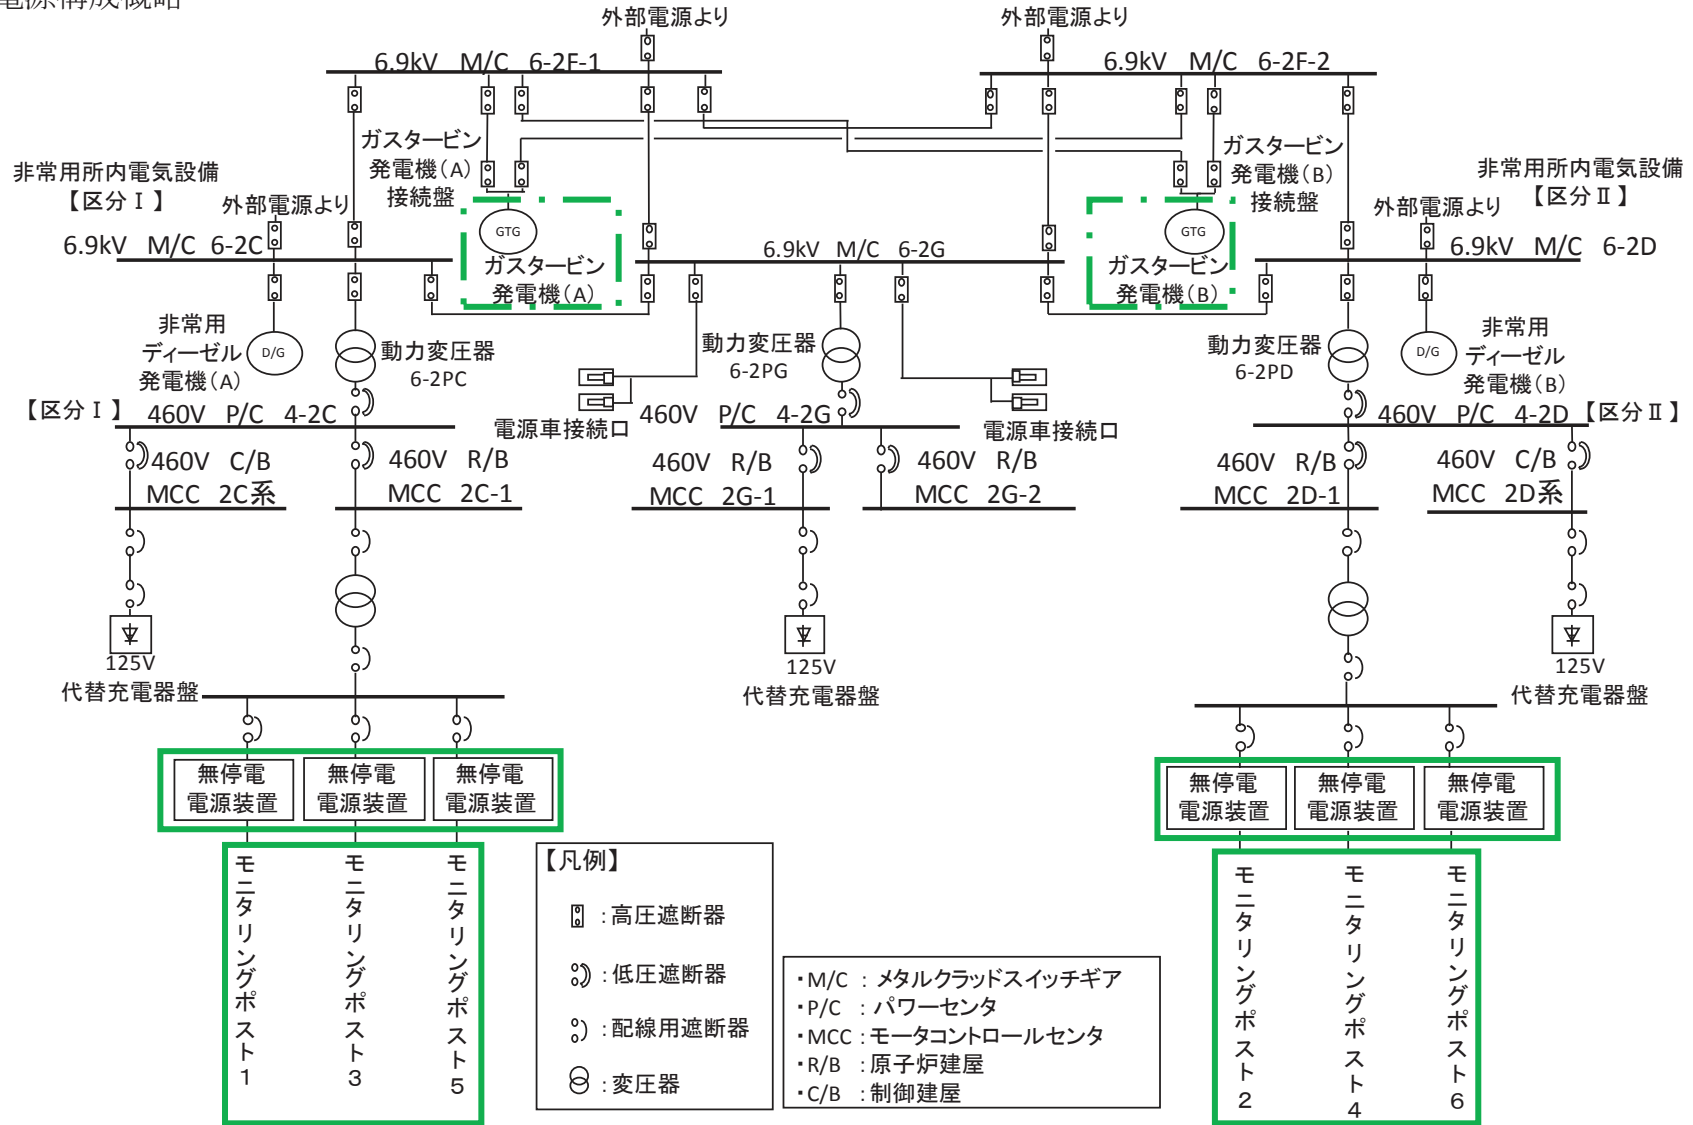 電源構成概略
外部電源より
外部電源より
6.9kV M/C 6-2F-1
6.9kV M/C 6-2F-2
ガスタービン
発電機(A)
接続盤
ガスタービン
発電機(B)
接続盤
非常用所内電気設備
【区分Ⅰ】
非常用所内電気設備
【区分Ⅱ】
外部電源より
外部電源より
6.9kV M/C 6-2C
6.9kV M/C 6-2G
6.9kV M/C 6-2D
GTG
ガスタービン
発電機(A)
GTG
ガスタービン
発電機(B)
非常用
ディーゼル
発電機(A)
D/G
動力変圧器
6-2PC
動力変圧器
6-2PG
動力変圧器
6-2PD
D/G
非常用
ディーゼル
発電機(B)
【区分Ⅰ】
460V P/C 4-2C
電源車接続口
460V P/C 4-2G
電源車接続口
460V P/C 4-2D
【区分Ⅱ】
460V C/B
MCC 2C系
460V R/B
MCC 2C-1
460V R/B
MCC 2G-1
460V R/B
MCC 2G-2
460V R/B
MCC 2D-1
460V C/B
MCC 2D系
125V
代替充電器盤
125V
代替充電器盤
125V
代替充電器盤
無停電
電源装置
無停電
電源装置
無停電
電源装置
無停電
電源装置
無停電
電源装置
無停電
電源装置
モニタリングポスト1
モニタリングポスト3
モニタリングポスト5
モニタリングポスト2
モニタリングポスト4
モニタリングポスト6
【凡例】
:高圧遮断器
:低圧遮断器
:配線用遮断器
:変圧器
・M/C :メタルクラッドスイッチギア
・P/C :パワーセンタ
・MCC:モータコントロールセンタ
・R/B :原子炉建屋
・C/B :制御建屋